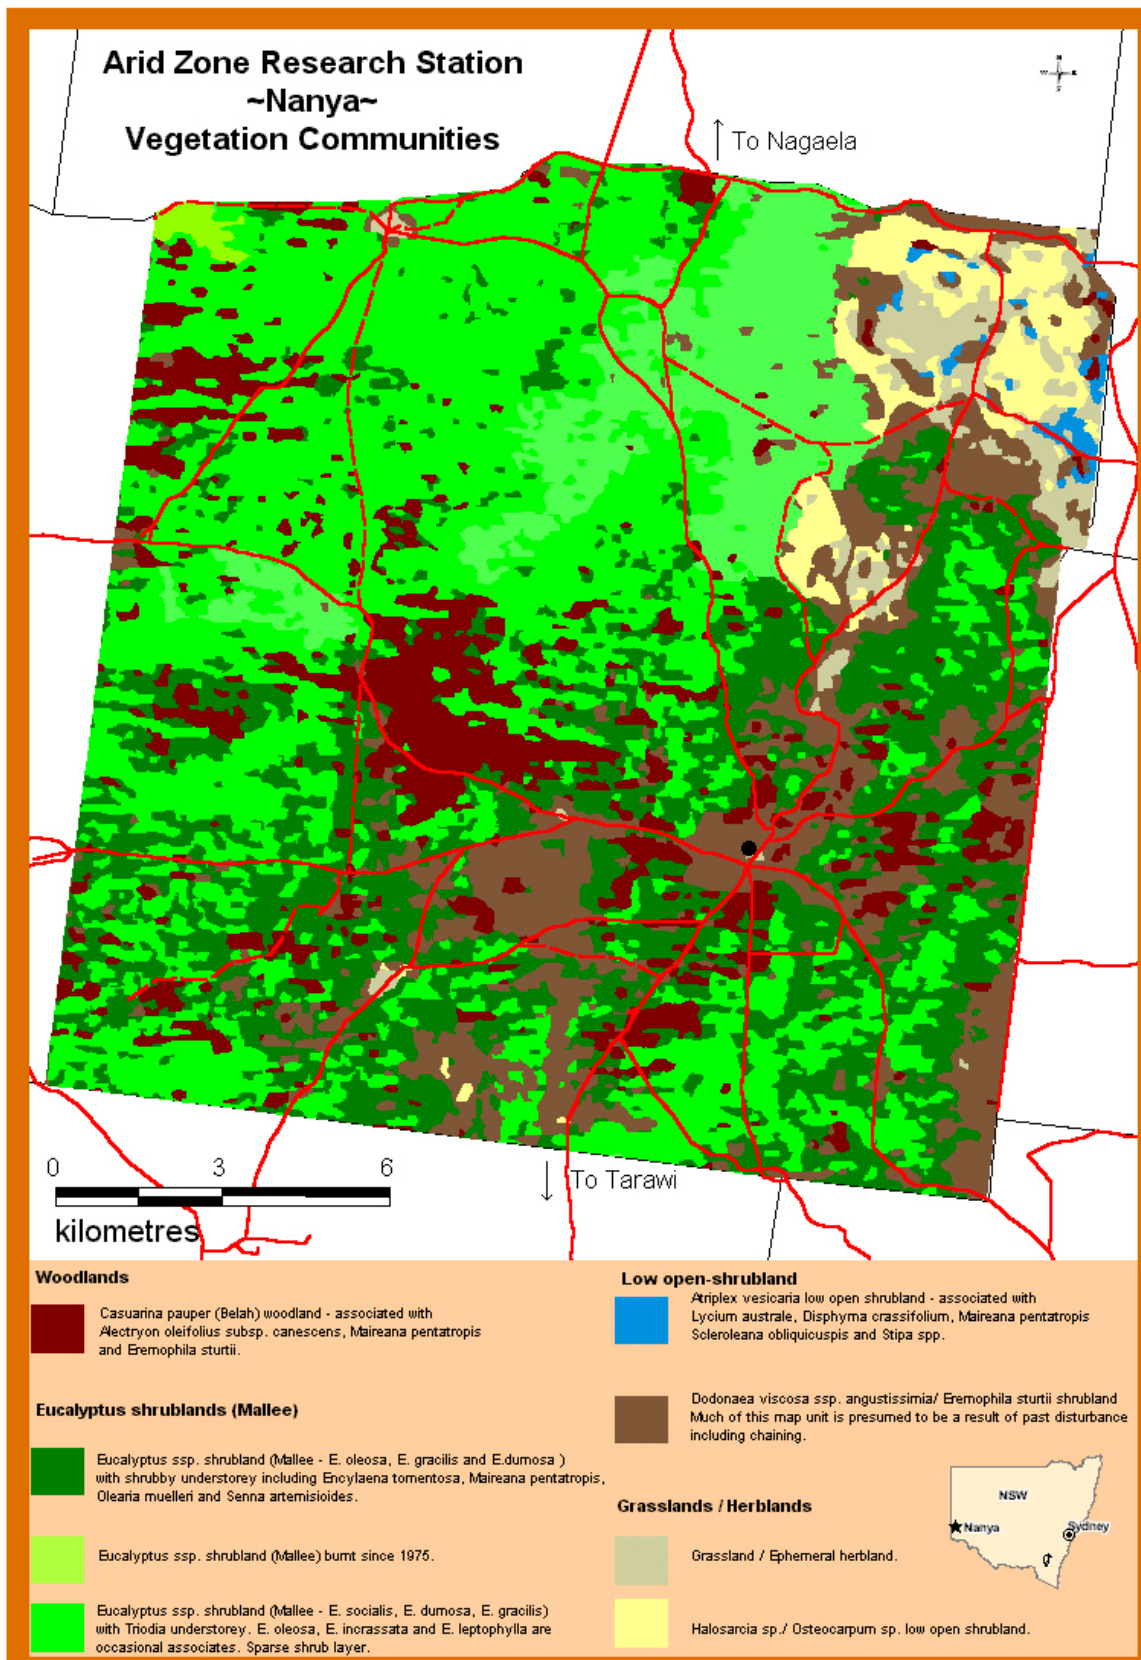 Arid Zone Research Station
~Nanya~
Vegetation Communities
N
W E
S
To Nagaela
0 3 6
kilometres
To Tarawi
Woodlands
Casuarina pauper (Belah) woodland - associated with
Alectryon oleifolius subsp. canescens, Maireana pentatropis
and Eremophila sturtii.
Eucalyptus shrublands (Mallee)
Eucalyptus ssp. shrubland (Mallee - E. oleosa, E. gracilis and E.dumosa )
with shrubby understorey including Encylaena tomentosa, Maireana pentatropis,
Olearia muelleri and Senna artemisioides.
Eucalyptus ssp. shrubland (Mallee) burnt since 1975.
Eucalyptus ssp. shrubland (Mallee - E. socialis, E. dumosa, E. gracilis)
with Triodia understorey. E. oleosa, E. incrassata and E. leptophylla are
occasional associates. Sparse shrub layer.
Low open-shrubland
Atriplex vesicaria low open shrubland - associated with
Lycium australe, Disphyma crassifolium, Maireana pentatropis
Scleroleana obliquicuspis and Stipa spp.
Dodonaea viscosa ssp. angustissimia/ Eremophila sturtii shrubland
Much of this map unit is presumed to be a result of past disturbance
including chaining.
Grasslands / Herblands
Grassland / Ephemeral herbland.
Halosarcia sp./ Osteocarpum sp. low open shrubland.
NSW
Nanya
Sydney